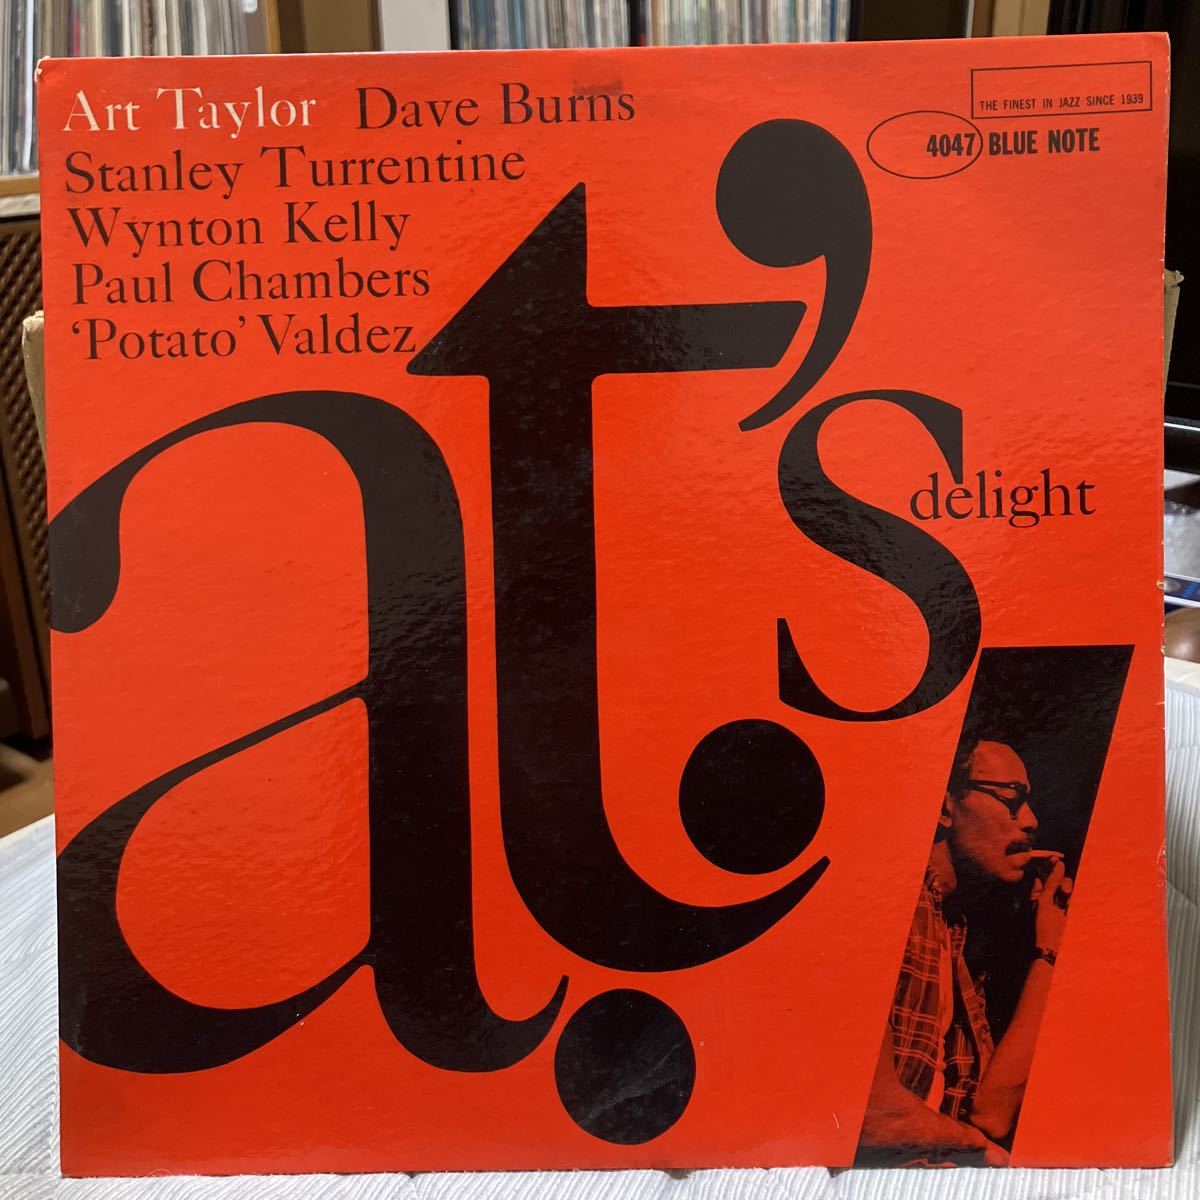 Art Taylor Dave Burns
Stanley Turrentine
Wynton Kelly
Paul Chambers
‘Potato’ Valdez
THE FINEST IN JAZZ SINCE 1939
4047 BLUE NOTE
a.t.'s
delight